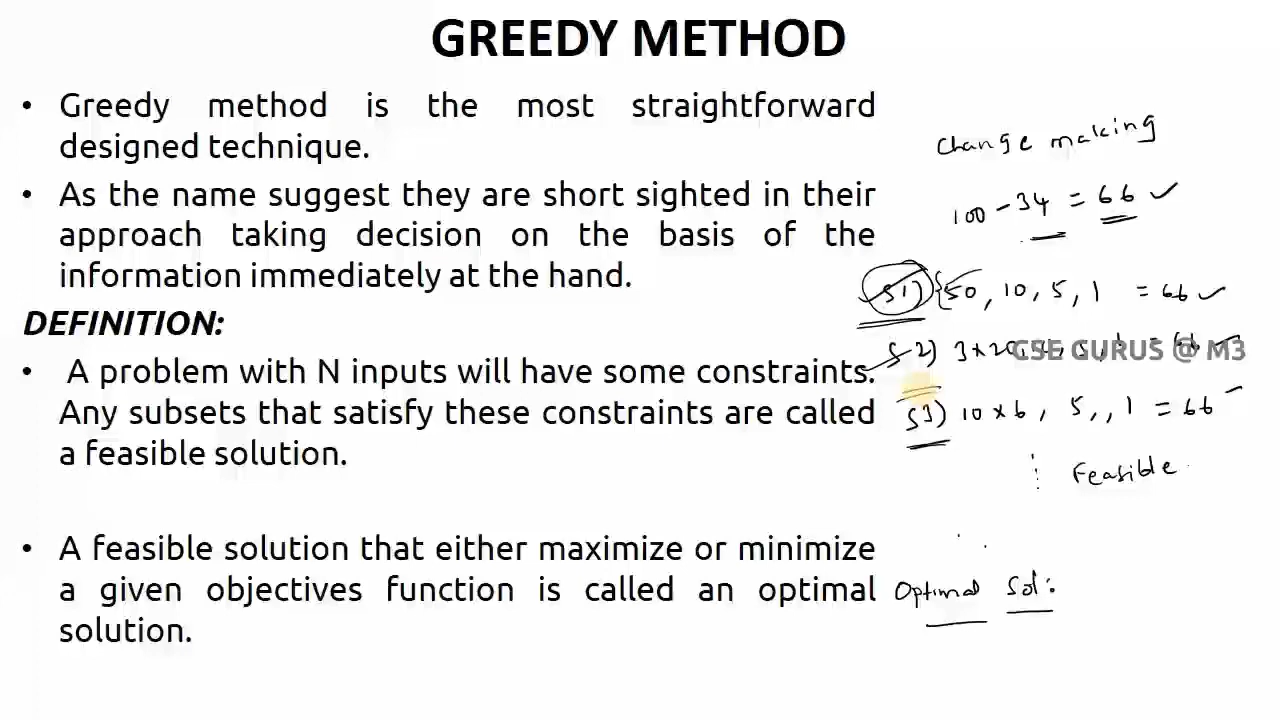 GREEDY METHOD
• Greedy method is the most straightforward
designed technique.
• As the name suggest they are short sighted in their
approach taking decision on the basis of the
information immediately at the hand.
DEFINITION:
• A problem with N inputs will have some constraints.
Any subsets that satisfy these constraints are called
a feasible solution.
• A feasible solution that either maximize or minimize
a given objectives function is called an optimal
solution.
Change making
100 - 34 = 66 ✓
S1) {50, 10, 5, 1 = 66 ✓
S2) 3 × 20, 5, = 66
CSE GURUS @ M3
S3) 10 × 6, 5,, 1 = 66
Feasible
Optimal Sol: